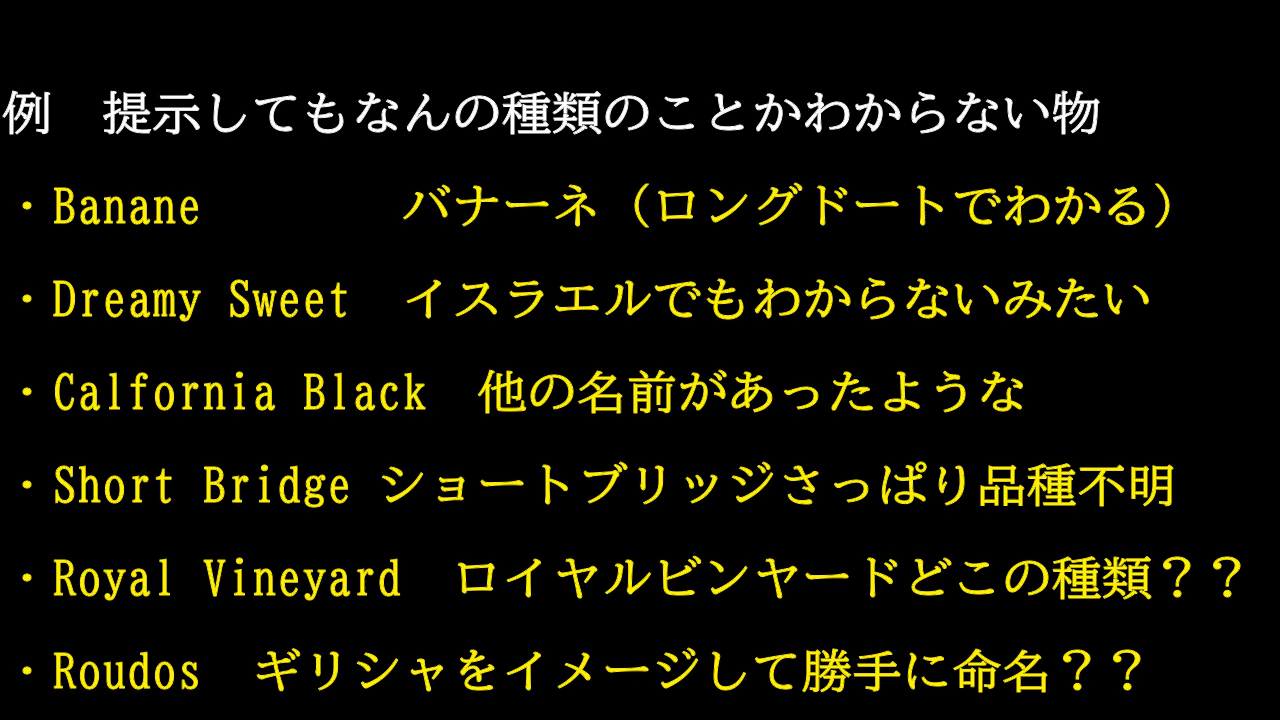 例　提示してもなんの種類のことかわからない物
・Banane　　　　バナーネ（ロングドートでわかる）
・Dreamy Sweet　イスラエルでもわからないみたい
・Calfornia Black　他の名前があったような
・Short Bridge ショートブリッジさっぱり品種不明
・Royal Vineyard　ロイヤルビンヤードどこの種類？？
・Roudos　ギリシャをイメージして勝手に命名？？